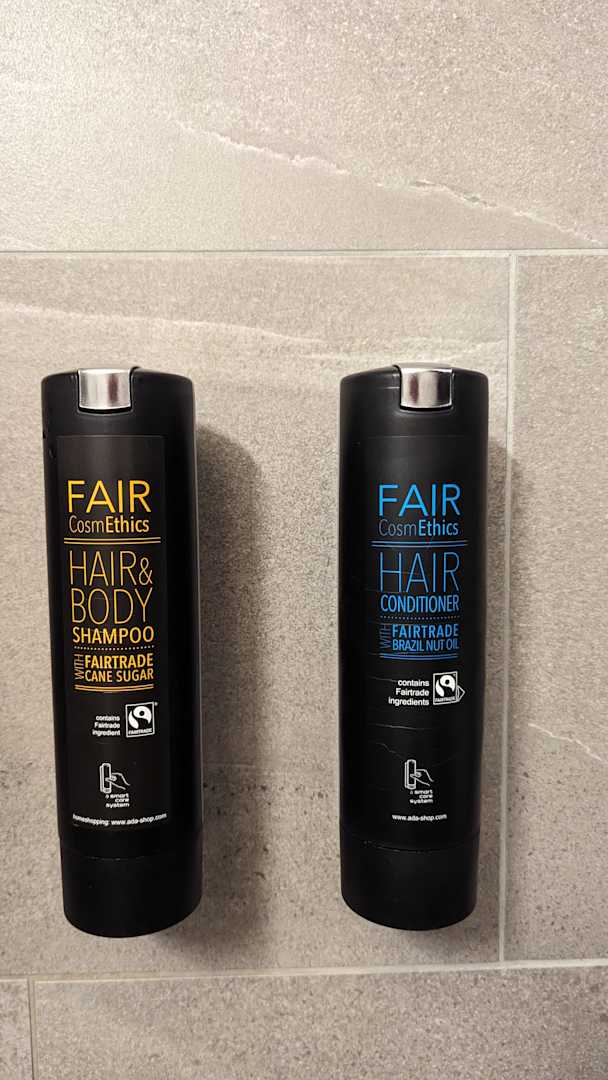 FAIR
CosmEthics
HAIR&
BODY
SHAMPOO
WITH
FAIRTRADE
CANE SUGAR
contains
Fairtrade
ingredient
FAIRTRADE
®
a smart
care
system
homeshopping: www.ada-shop.com
FAIR
CosmEthics
HAIR
CONDITIONER
WITH
FAIRTRADE
BRAZIL NUT OIL
contains
Fairtrade
ingredients
FAIRTRADE
a smart
care
system
www.ada-shop.com